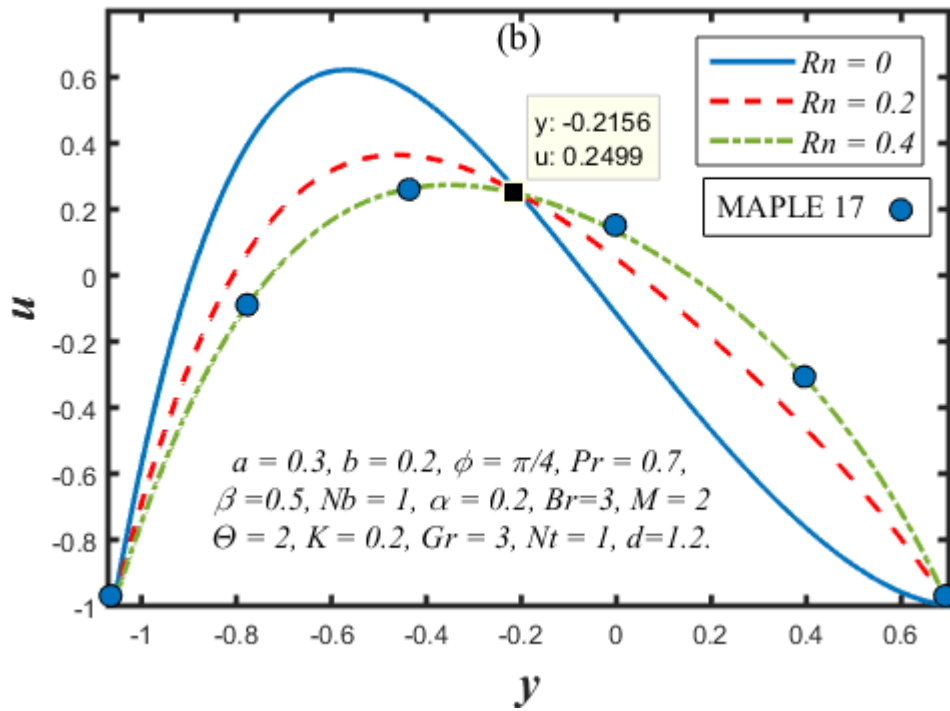 (b)
Rn = 0
Rn = 0.2
Rn = 0.4
MAPLE 17
y: -0.2156
u: 0.2499
0.6
0.4
0.2
0
-0.2
-0.4
-0.6
-0.8
-1
u
a = 0.3, b = 0.2, ϕ = π/4, Pr = 0.7,
β =0.5, Nb = 1, α = 0.2, Br=3, M = 2
Θ = 2, K = 0.2, Gr = 3, Nt = 1, d=1.2.
-1 -0.8 -0.6 -0.4 -0.2 0 0.2 0.4 0.6
y